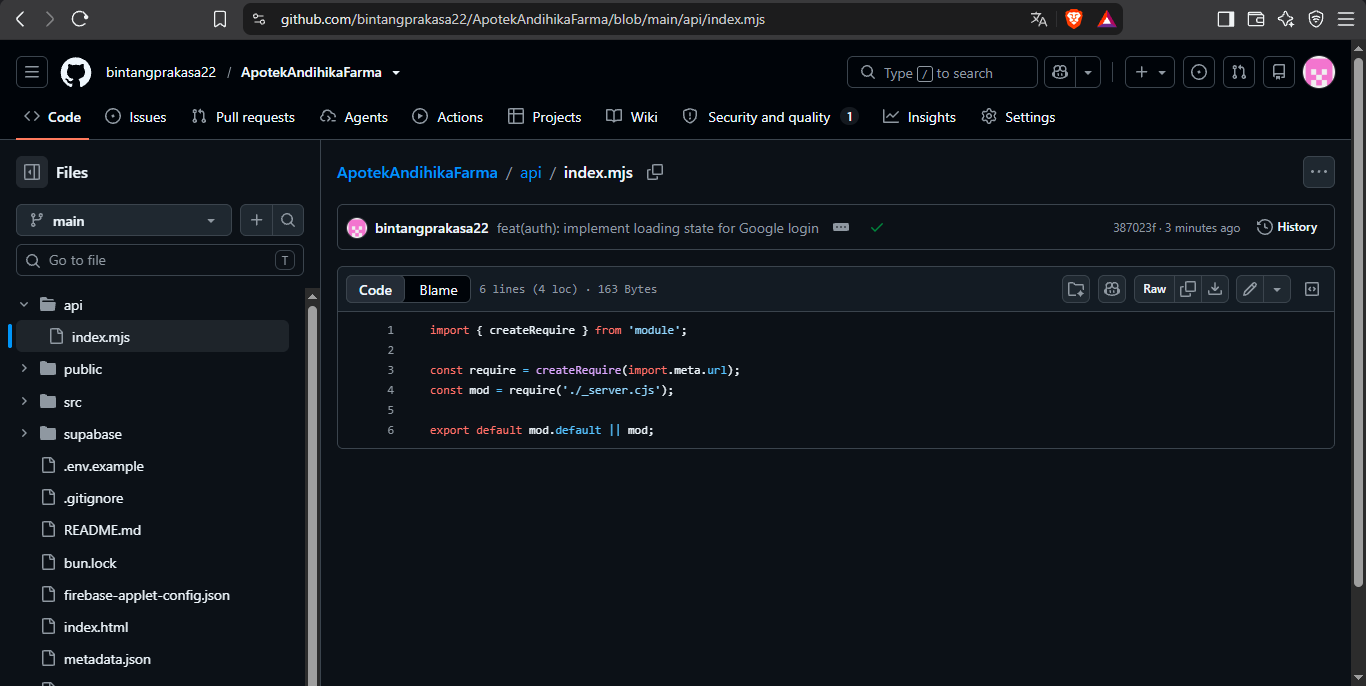 github.com/bintangprakasa22/ApotekAndihikaFarma/blob/main/api/index.mjs
bintangprakasa22 / ApotekAndihikaFarma
Type / to search
Code
Issues
Pull requests
Agents
Actions
Projects
Wiki
Security and quality 1
Insights
Settings
Files
main
Go to file
T
api
index.mjs
public
src
supabase
.env.example
.gitignore
README.md
bun.lock
firebase-applet-config.json
index.html
metadata.json
ApotekAndihikaFarma / api / index.mjs
bintangprakasa22 feat(auth): implement loading state for Google login
387023f · 3 minutes ago
History
Code
Blame
6 lines (4 loc) · 163 Bytes
Raw
1 import { createRequire } from 'module';
2
3 const require = createRequire(import.meta.url);
4 const mod = require('./_server.cjs');
5
6 export default mod.default || mod;